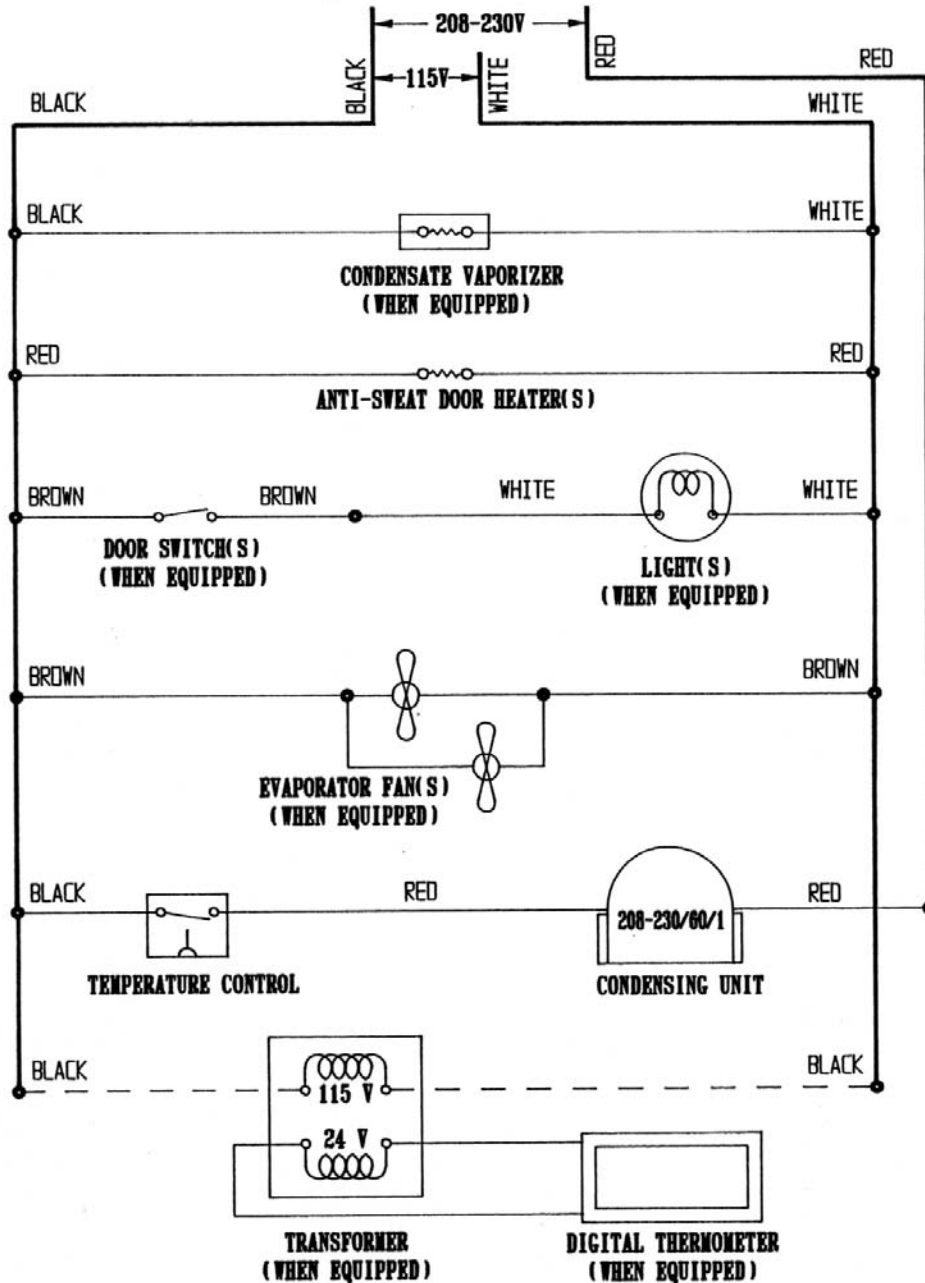 208-230V
BLACK
115V
WHITE
RED
RED
BLACK
WHITE
BLACK
WHITE
CONDENSATE VAPORIZER
(WHEN EQUIPPED)
RED
RED
ANTI-SWEAT DOOR HEATER(S)
BROWN
BROWN
WHITE
WHITE
DOOR SWITCH(S)
(WHEN EQUIPPED)
LIGHT(S)
(WHEN EQUIPPED)
BROWN
BROWN
EVAPORATOR FAN(S)
(WHEN EQUIPPED)
BLACK
RED
RED
208-230/60/1
TEMPERATURE CONTROL
CONDENSING UNIT
BLACK
BLACK
115 V
24 V
TRANSFORMER
(WHEN EQUIPPED)
DIGITAL THERMOMETER
(WHEN EQUIPPED)